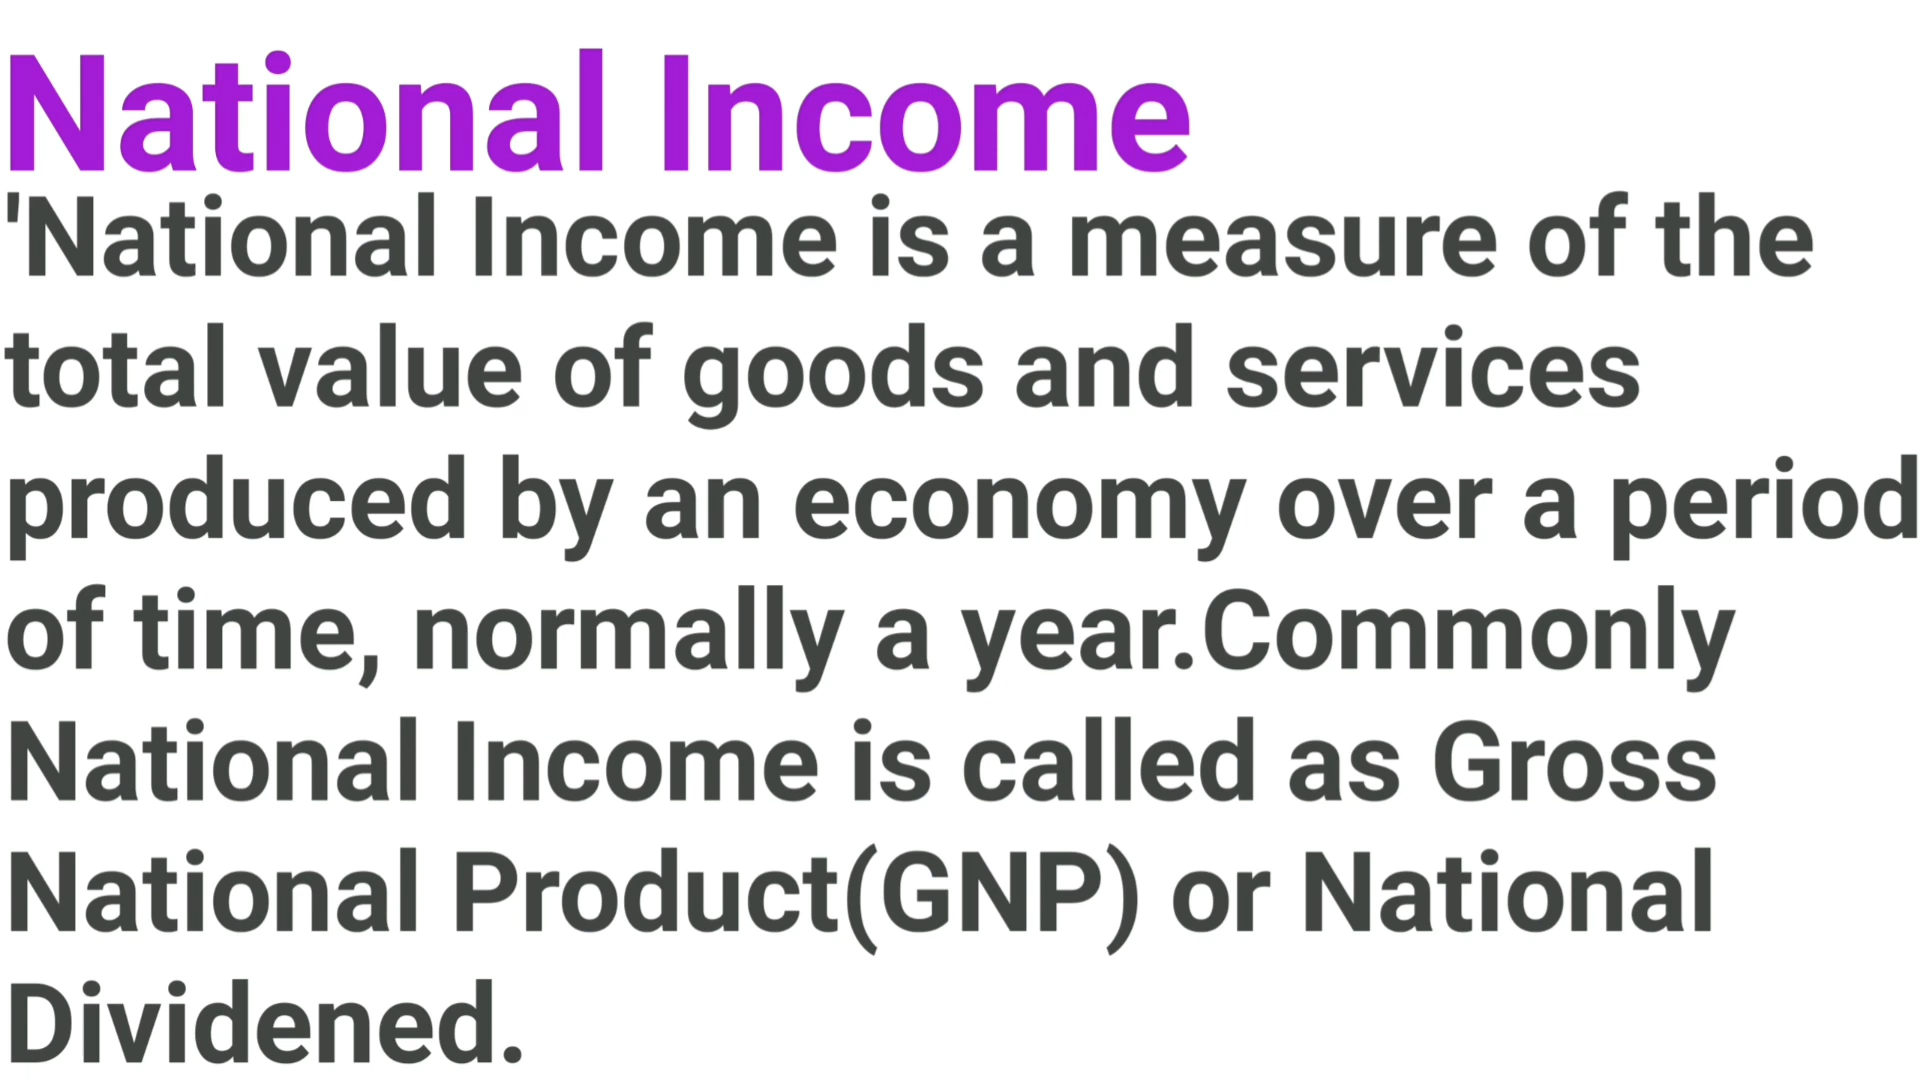 National Income
'National Income is a measure of the
total value of goods and services
produced by an economy over a period
of time, normally a year.Commonly
National Income is called as Gross
National Product(GNP) or National
Dividened.